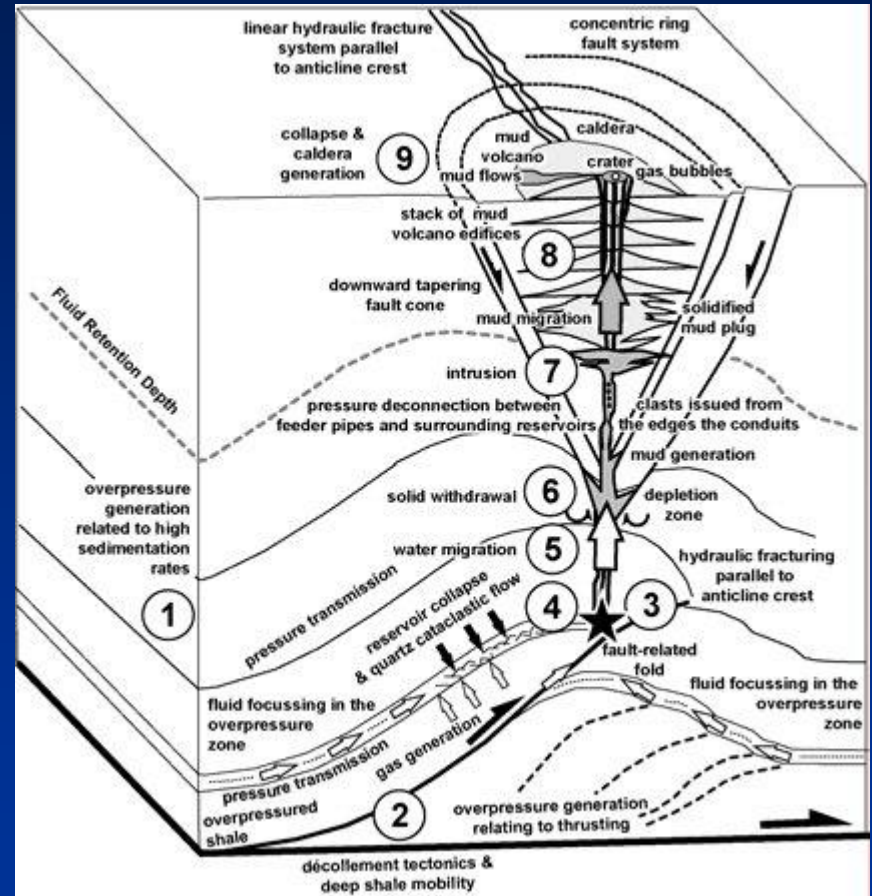 linear hydraulic fracture
system parallel
to anticline crest
concentric ring
fault system
collapse &
caldera
generation
9
caldera
mud
volcano
mud flows
crater
gas bubbles
stack of mud
volcano edifices
8
downward tapering
fault cone
mud migration
solidified
mud plug
Fluid Retention Depth
intrusion
7
pressure deconnection between
feeder pipes and surrounding reservoirs
clasts issued from
the edges the conduits
mud generation
overpressure
generation
related to high
sedimentation
rates
1
solid withdrawal
6
depletion
zone
water migration
5
hydraulic fracturing
parallel to
anticline crest
pressure transmission
reservoir collapse
& quartz cataclastic flow
4
3
fault-related
fold
fluid focussing in the
overpressure
zone
fluid focussing in the
overpressure
zone
gas generation
pressure transmission
overpressured
shale
2
overpressure generation
relating to thrusting
décollement tectonics &
deep shale mobility